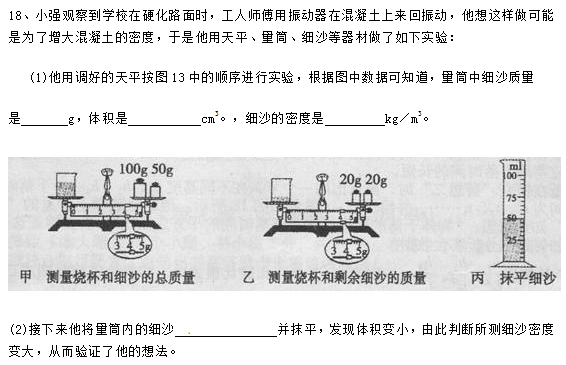 18、小强观察到学校在硬化路面时，工人师傅用振动器在混凝土上来回振动，他想这样做可能
是为了增大混凝土的密度，于是他用天平、量筒、细沙等器材做了如下实验：
(1)他用调好的天平按图 13 中的顺序进行实验，根据图中数据可知道，量筒中细沙质量
是______g，体积是__________cm³。，细沙的密度是________kg／m³。
100g 50g
20g 20g
ml
100
75
50
25
3 4 5g
3 4 5g
甲 测量烧杯和细沙的总质量
乙 测量烧杯和剩余细沙的质量
丙 抹平细沙
(2)接下来他将量筒内的细沙______________并抹平，发现体积变小，由此判断所测细沙密度
变大，从而验证了他的想法。